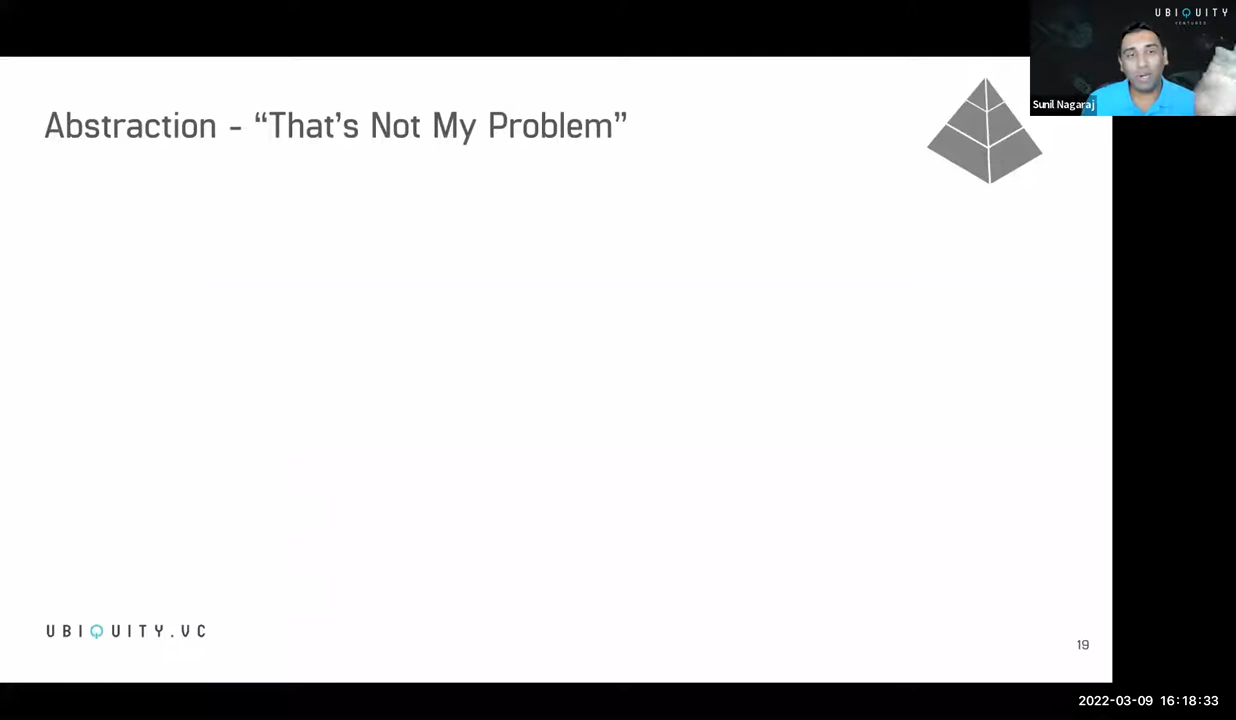 UBIQUITY
VENTURES
Sunil Nagaraj
Abstraction - “That’s Not My Problem”
UBIQUITY.VC
19
2022-03-09 16:18:33